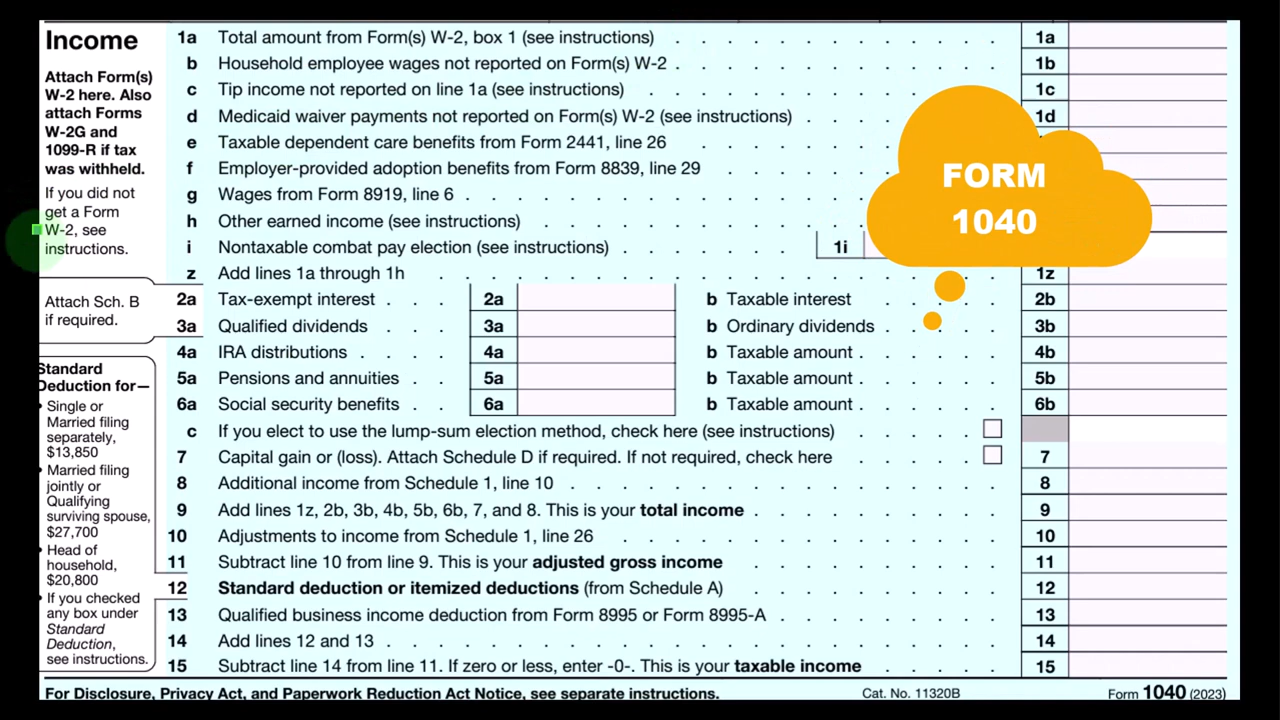 Income
Attach Form(s)
W-2 here. Also
attach Forms
W-2G and
1099-R if tax
was withheld.
If you did not
get a Form
W-2, see
instructions.
1a Total amount from Form(s) W-2, box 1 (see instructions) . . . . . . . . . . . . . 1a
b Household employee wages not reported on Form(s) W-2 . . . . . . . . . . . . . 1b
c Tip income not reported on line 1a (see instructions) . . . . . . . . . . . . . . 1c
d Medicaid waiver payments not reported on Form(s) W-2 (see instructions) . . . . 1d
e Taxable dependent care benefits from Form 2441, line 26 . . . . . . . .
f Employer-provided adoption benefits from Form 8839, line 29 . . . . . . .
g Wages from Form 8919, line 6 . . . . . . . . . . . . . . . .
h Other earned income (see instructions) . . . . . . . . . . . . .
i Nontaxable combat pay election (see instructions) . . . . . . . . 1i
z Add lines 1a through 1h . . . . . . . . . . . . . . . . . . . . . . 1z
FORM
1040
Attach Sch. B
if required.
2a Tax-exempt interest . . . 2a b Taxable interest . . . . . 2b
3a Qualified dividends . . . 3a b Ordinary dividends . . . . . 3b
4a IRA distributions . . . . 4a b Taxable amount . . . . . . 4b
5a Pensions and annuities . . 5a b Taxable amount . . . . . . 5b
6a Social security benefits . . 6a b Taxable amount . . . . . . 6b
c If you elect to use the lump-sum election method, check here (see instructions) . . . . .
7 Capital gain or (loss). Attach Schedule D if required. If not required, check here . . . . . 7
8 Additional income from Schedule 1, line 10 . . . . . . . . . . . . . . . . . 8
9 Add lines 1z, 2b, 3b, 4b, 5b, 6b, 7, and 8. This is your total income . . . . . . . . . . 9
10 Adjustments to income from Schedule 1, line 26 . . . . . . . . . . . . . . . 10
11 Subtract line 10 from line 9. This is your adjusted gross income . . . . . . . . . 11
12 Standard deduction or itemized deductions (from Schedule A) . . . . . . . . . 12
13 Qualified business income deduction from Form 8995 or Form 8995-A . . . . . . . . . 13
14 Add lines 12 and 13 . . . . . . . . . . . . . . . . . . . . . . . 14
15 Subtract line 14 from line 11. If zero or less, enter -0-. This is your taxable income . . . . . 15
Standard
Deduction for—
• Single or
Married filing
separately,
$13,850
• Married filing
jointly or
Qualifying
surviving spouse,
$27,700
• Head of
household,
$20,800
• If you checked
any box under
Standard
Deduction,
see instructions.
For Disclosure, Privacy Act, and Paperwork Reduction Act Notice, see separate instructions. Cat. No. 11320B Form 1040 (2023)